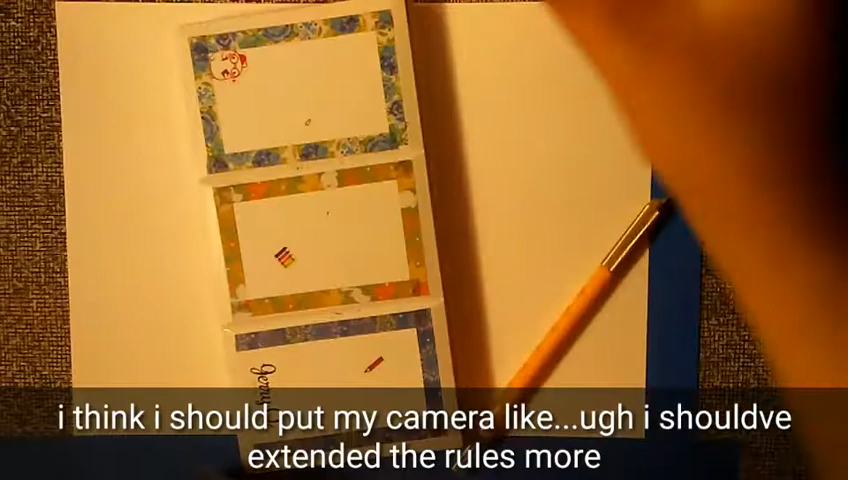 i think i should put my camera like...ugh i shouldve
extended the rules more